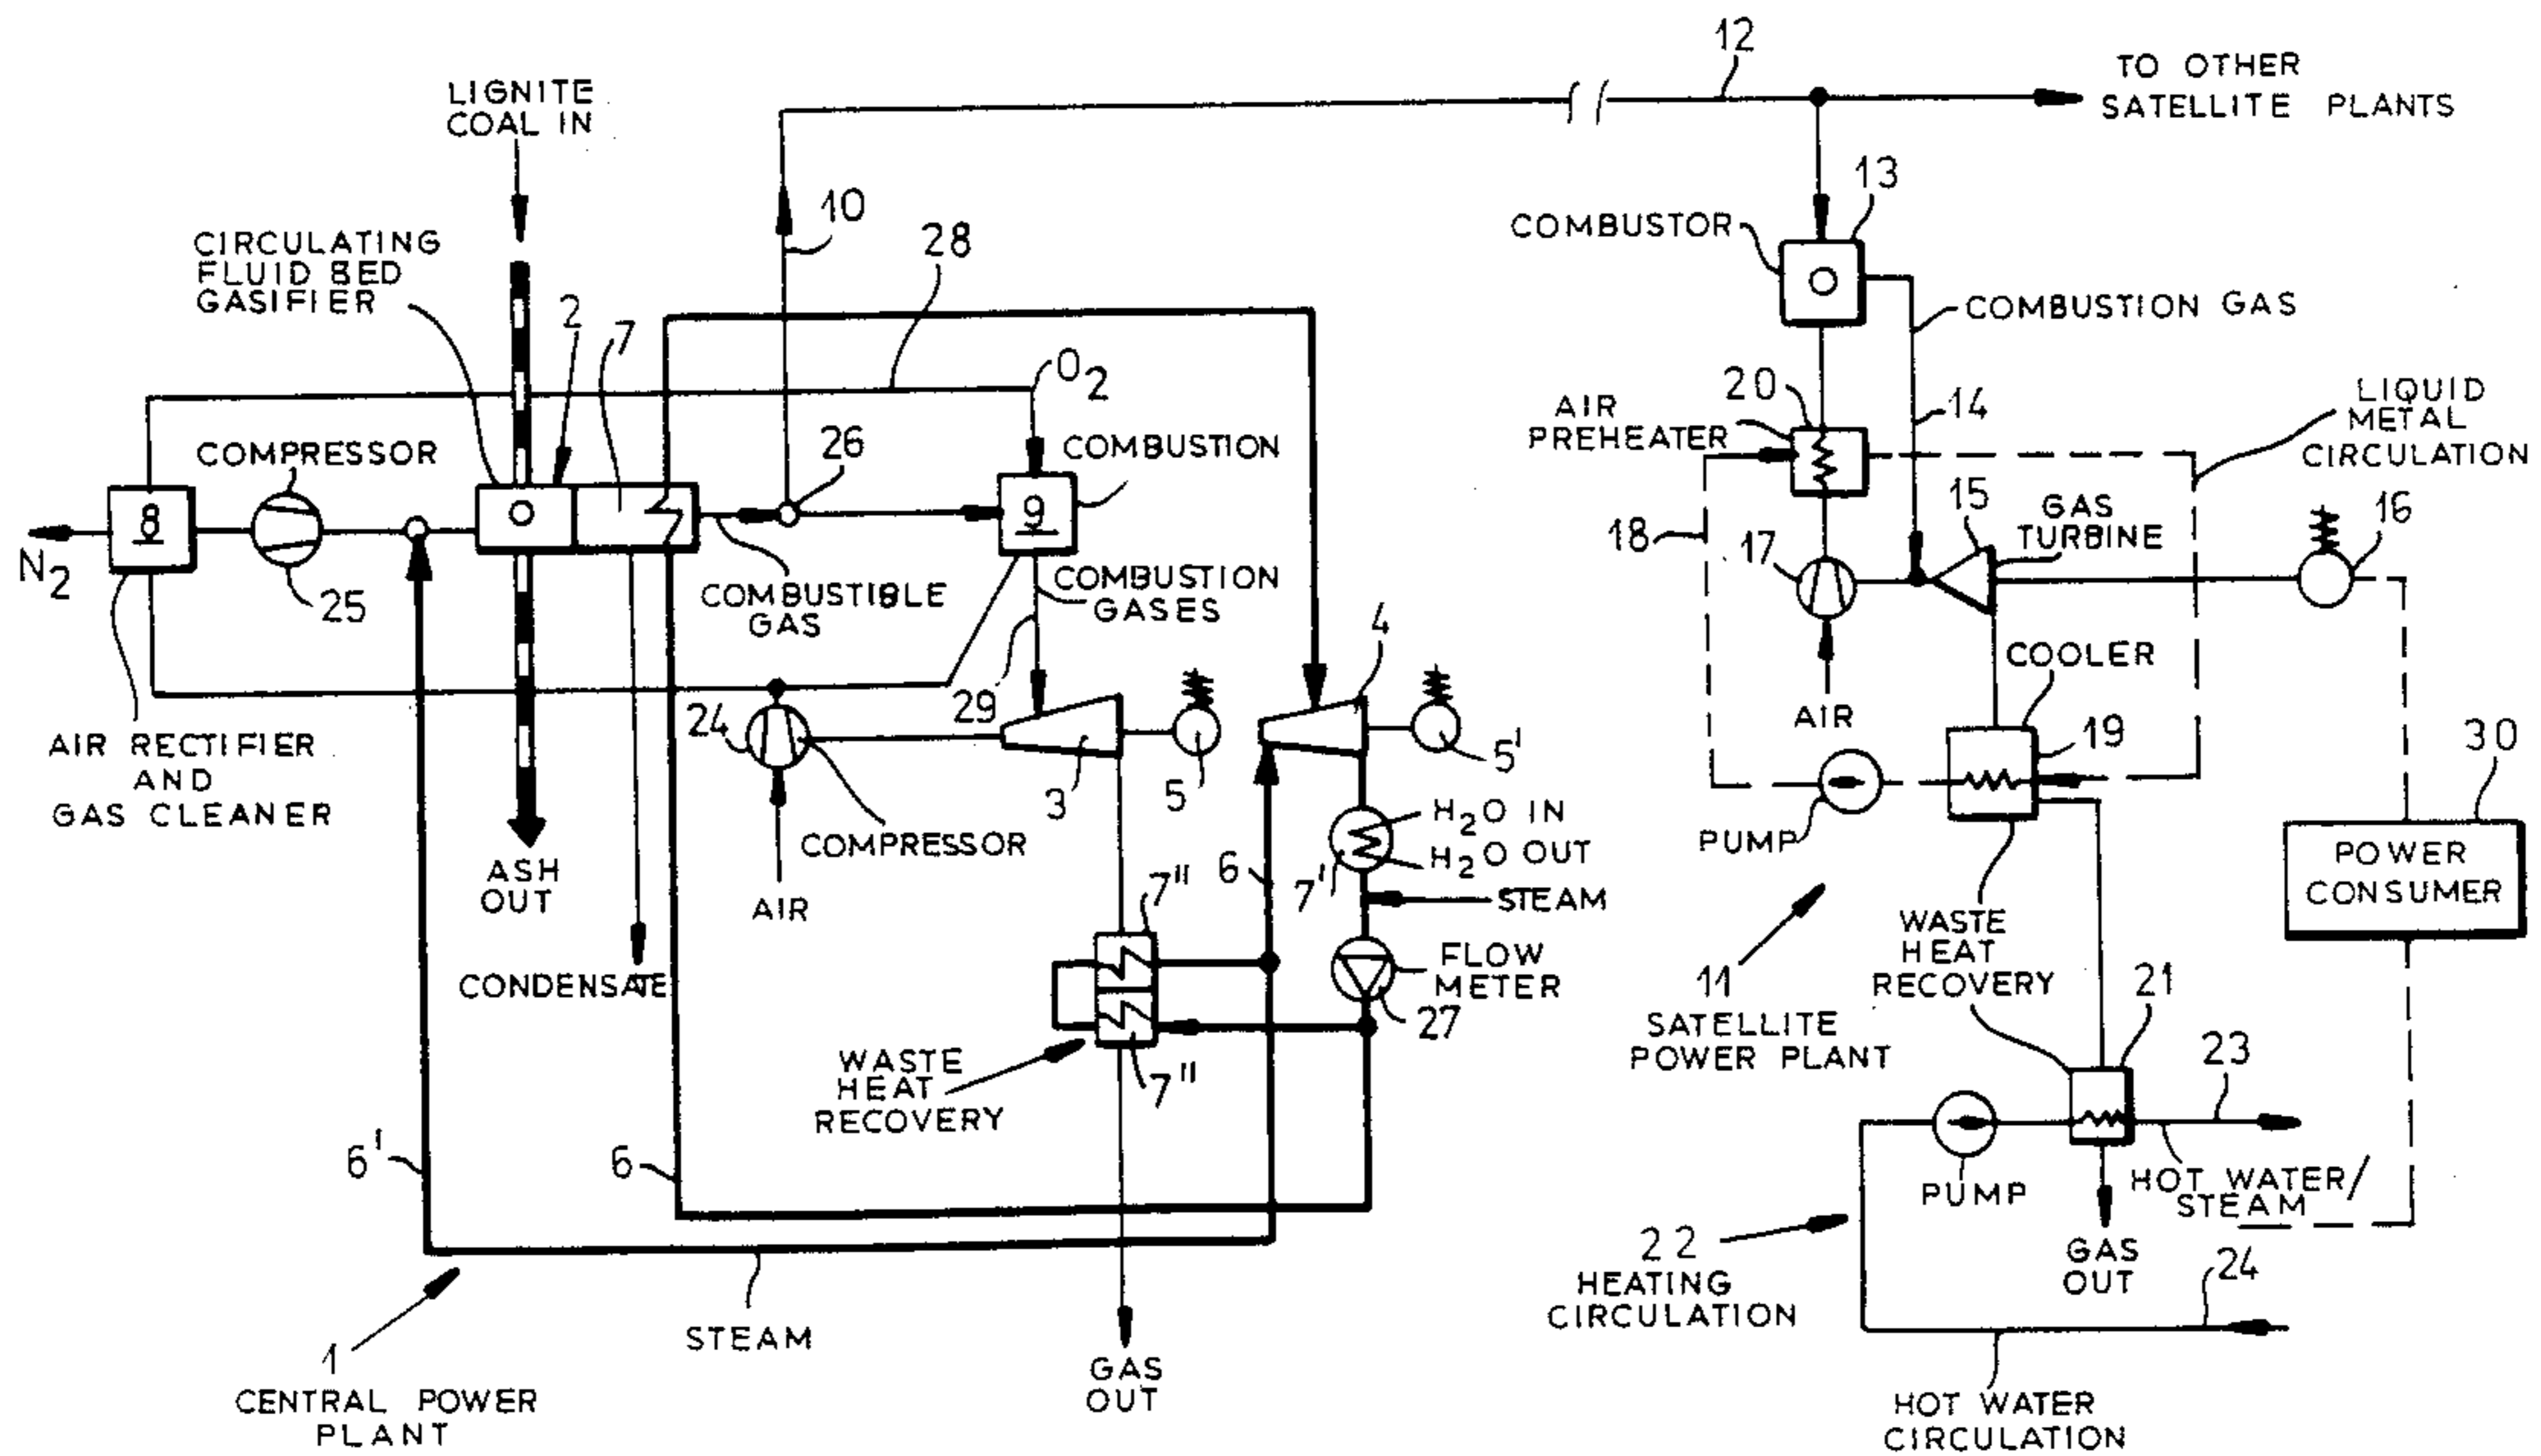 12
TO OTHER
SATELLITE PLANTS
LIGNITE
COAL IN
13
10
COMBUSTOR
CIRCULATING
FLUID BED
GASIFIER
28
2
7
COMBUSTION GAS
O2
20
AIR
PREHEATER
14
LIQUID
METAL
CIRCULATION
COMPRESSOR
26
COMBUSTION
8
9
15
GAS
TURBINE
16
18
17
N2
25
COMBUSTIBLE
GAS
COMBUSTION
GASES
29
4
COOLER
AIR
24
AIR RECTIFIER
AND
GAS CLEANER
3
5
5'
19
30
H2O IN
H2O OUT
PUMP
POWER
CONSUMER
COMPRESSOR
ASH
OUT
AIR
7"
6
7'
STEAM
WASTE
HEAT
RECOVERY
CONDENSATE
FLOW
METER
27
11
SATELLITE
POWER PLANT
21
WASTE
HEAT
RECOVERY
7"
23
6'
6
PUMP
HOT WATER/
STEAM
22
HEATING
CIRCULATION
GAS
OUT
24
STEAM
1
CENTRAL POWER
PLANT
GAS
OUT
HOT WATER
CIRCULATION